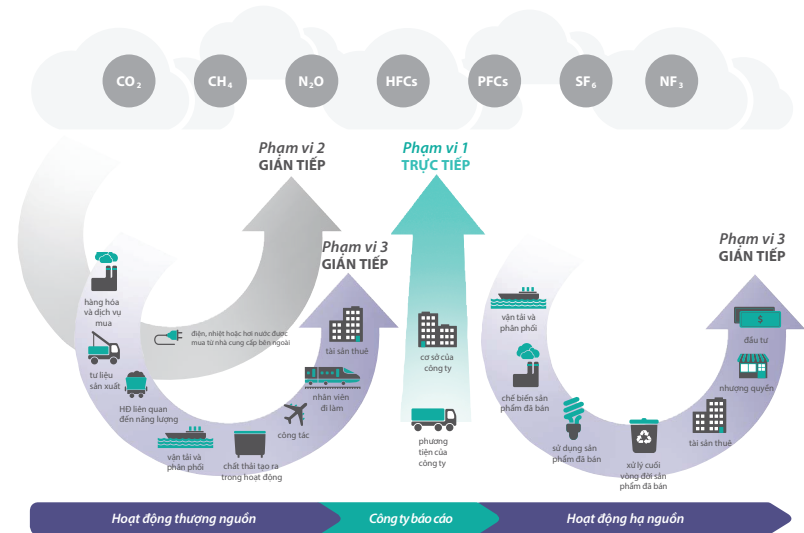 CO₂
CH₄
N₂O
HFCs
PFCs
SF₆
NF₃
Phạm vi 2
GIÁN TIẾP
Phạm vi 1
TRỰC TIẾP
Phạm vi 3
GIÁN TIẾP
Phạm vi 3
GIÁN TIẾP
hàng hóa
và dịch vụ
mua
điện, nhiệt hoặc hơi nước được
mua từ nhà cung cấp bên ngoài
tư liệu
sản xuất
HĐ liên quan
đến năng lượng
vận tải và
phân phối
chất thải tạo ra
trong hoạt động
công tác
nhân viên
đi làm
tài sản thuê
cơ sở của
công ty
phương
tiện của
công ty
vận tải và
phân phối
chế biến sản
phẩm đã bán
sử dụng sản
phẩm đã bán
xử lý cuối
vòng đời sản
phẩm đã bán
tài sản thuê
nhượng quyền
$
đầu tư
Hoạt động thượng nguồn
Công ty báo cáo
Hoạt động hạ nguồn